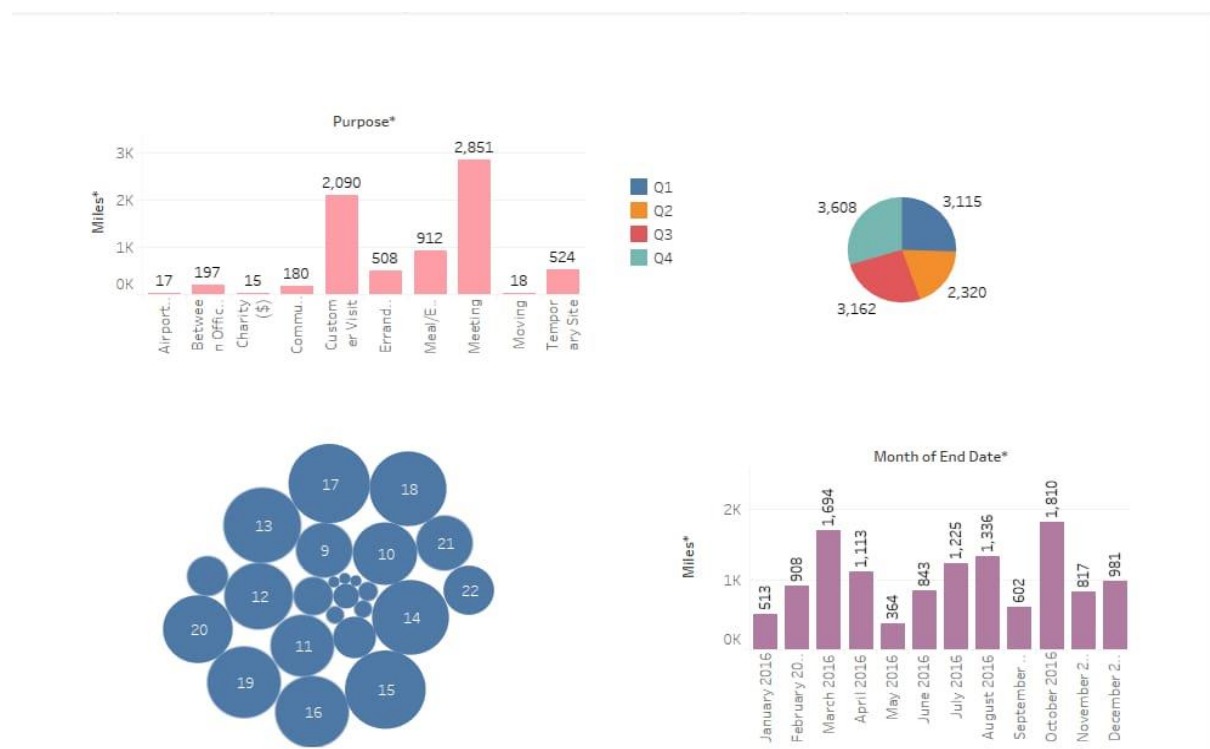 Purpose*
Miles*
3K
2K
1K
0K
17
197
15
180
2,090
508
912
2,851
18
524
Airport..
Betwee
n Offic..
Charity
($)
Commu..
Custom
er Visit
Errand..
Meal/E..
Meeting
Moving
Tempor
ary Site
Q1
Q2
Q3
Q4
3,608
3,115
3,162
2,320
17
18
13
9
10
21
12
22
14
20
11
19
15
16
Month of End Date*
Miles*
2K
1K
0K
513
908
1,694
1,113
364
843
1,225
1,336
602
1,810
817
981
January 2016
February 20..
March 2016
April 2016
May 2016
June 2016
July 2016
August 2016
September ..
October 2016
November 2..
December 2..